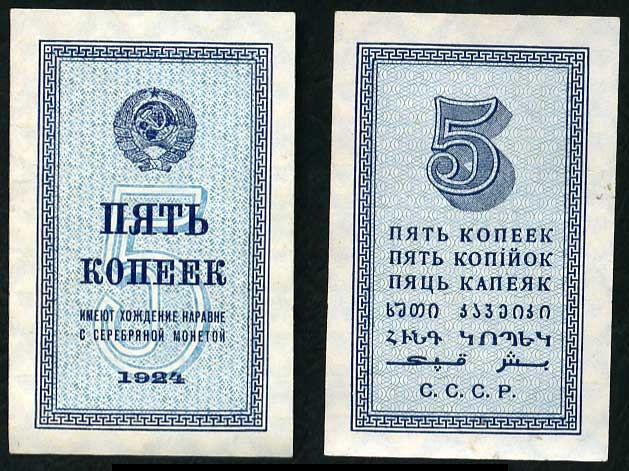 5
ПЯТЬ
КОПЕЕК
ИМЕЮТ ХОЖДЕНИЕ НАРАВНЕ
С СЕРЕБРЯНОЙ МОНЕТОЙ
1924
5
ПЯТЬ КОПЕЕК
ПЯТЬ КОПІЙОК
ПЯЦЬ КАПЕЯК
ხუთი კაპეიკი
ՀԻՆԳ ԿՈՊԵԿ
С. С. С. Р.